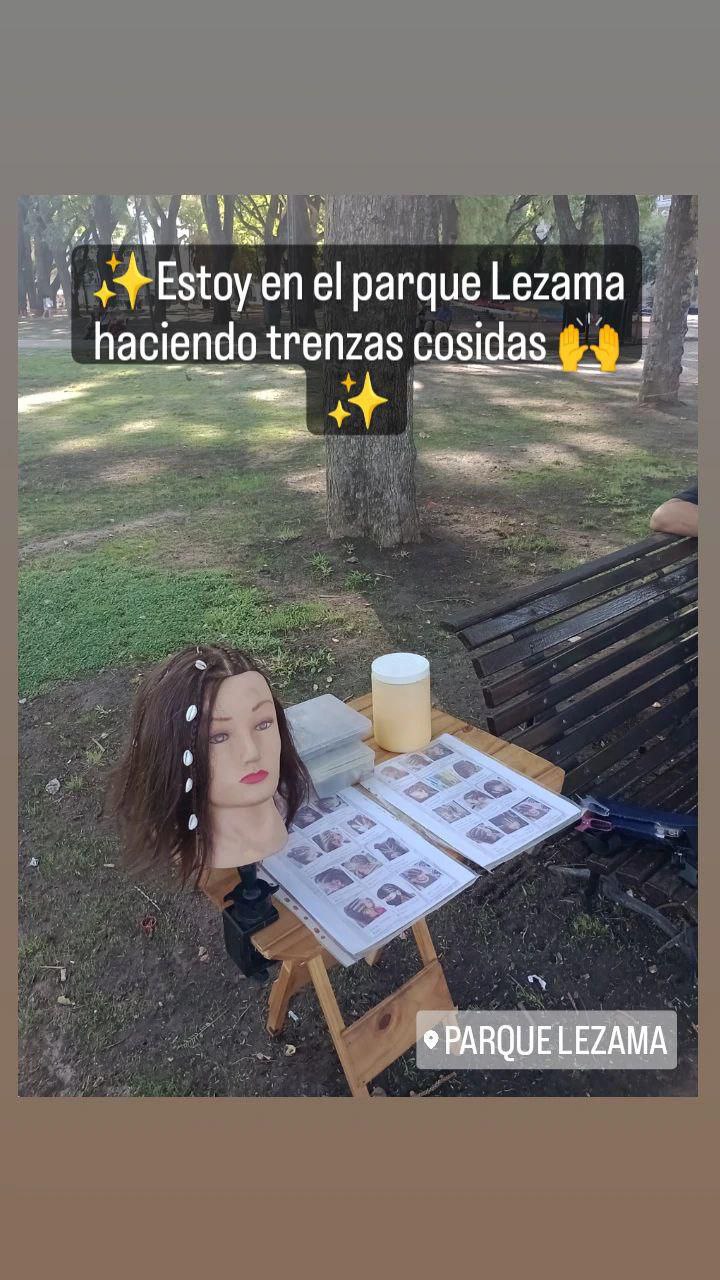 ✨Estoy en el parque Lezama
haciendo trenzas cosidas 🙌
✨
PARQUE LEZAMA